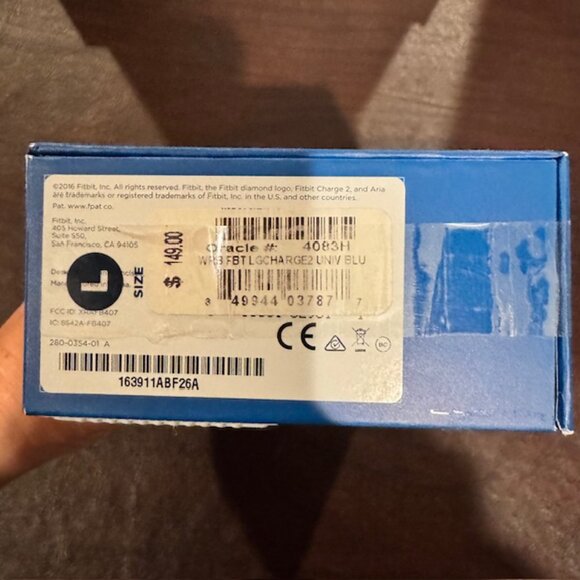 ©2016 Fitbit, Inc. All rights reserved. Fitbit, the Fitbit diamond logo, Fitbit Charge 2, and Aria
are trademarks or registered trademarks of Fitbit, Inc. in the U.S. and other countries.
Pat. www.fpat.co.
Fitbit, Inc.
405 Howard Street,
Suite 550,
San Francisco, CA 94105
L
SIZE
$ 149.00
Oracle #: 4083H
WRB FBT LGCHARGE2 UNIV BLU
49944 03787 7
FCC ID: XRAFB407
IC: 8542A-FB407
CE
BC
280-0354-01 A
163911ABF26A